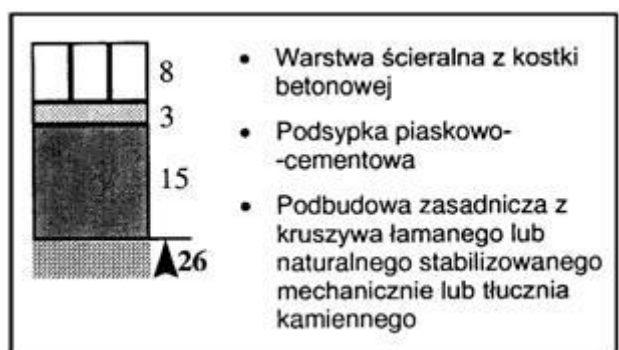 8
3
15
26
• Warstwa ścieralna z kostki
betonowej
• Podsypka piaskowo-
-cementowa
• Podbudowa zasadnicza z
kruszywa łamanego lub
naturalnego stabilizowanego
mechanicznie lub tłucznia
kamiennego